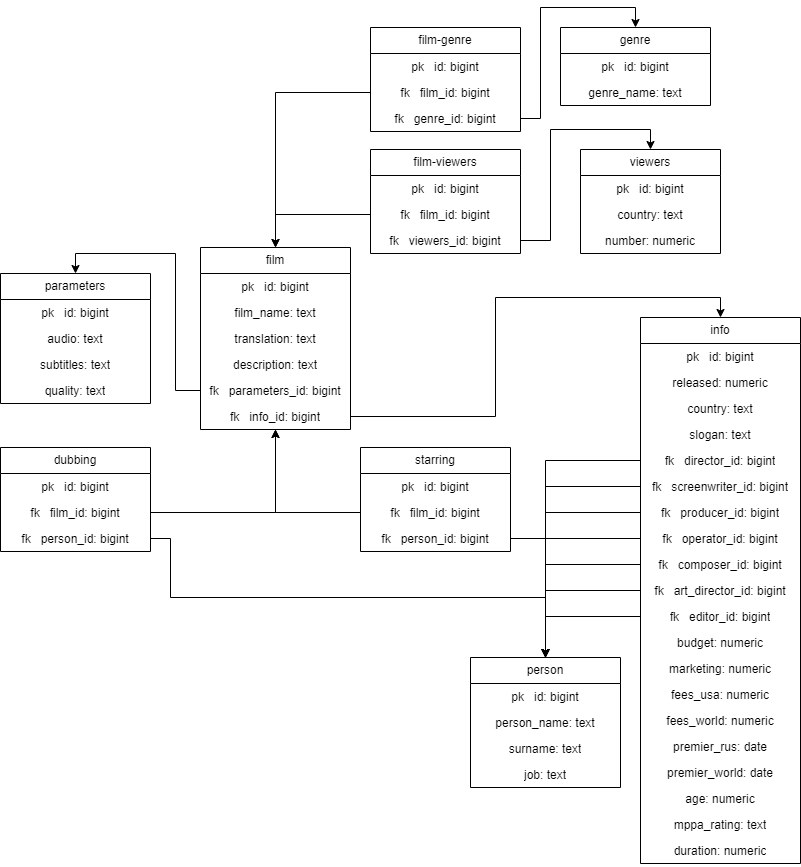 film-genre
pk id: bigint
fk film_id: bigint
fk genre_id: bigint
genre
pk id: bigint
genre_name: text
film-viewers
pk id: bigint
fk film_id: bigint
fk viewers_id: bigint
viewers
pk id: bigint
country: text
number: numeric
parameters
pk id: bigint
audio: text
subtitles: text
quality: text
film
pk id: bigint
film_name: text
translation: text
description: text
fk parameters_id: bigint
fk info_id: bigint
info
pk id: bigint
released: numeric
country: text
slogan: text
fk director_id: bigint
fk screenwriter_id: bigint
fk producer_id: bigint
fk operator_id: bigint
fk composer_id: bigint
fk art_director_id: bigint
fk editor_id: bigint
budget: numeric
marketing: numeric
fees_usa: numeric
fees_world: numeric
premier_rus: date
premier_world: date
age: numeric
mppa_rating: text
duration: numeric
dubbing
pk id: bigint
fk film_id: bigint
fk person_id: bigint
starring
pk id: bigint
fk film_id: bigint
fk person_id: bigint
person
pk id: bigint
person_name: text
surname: text
job: text